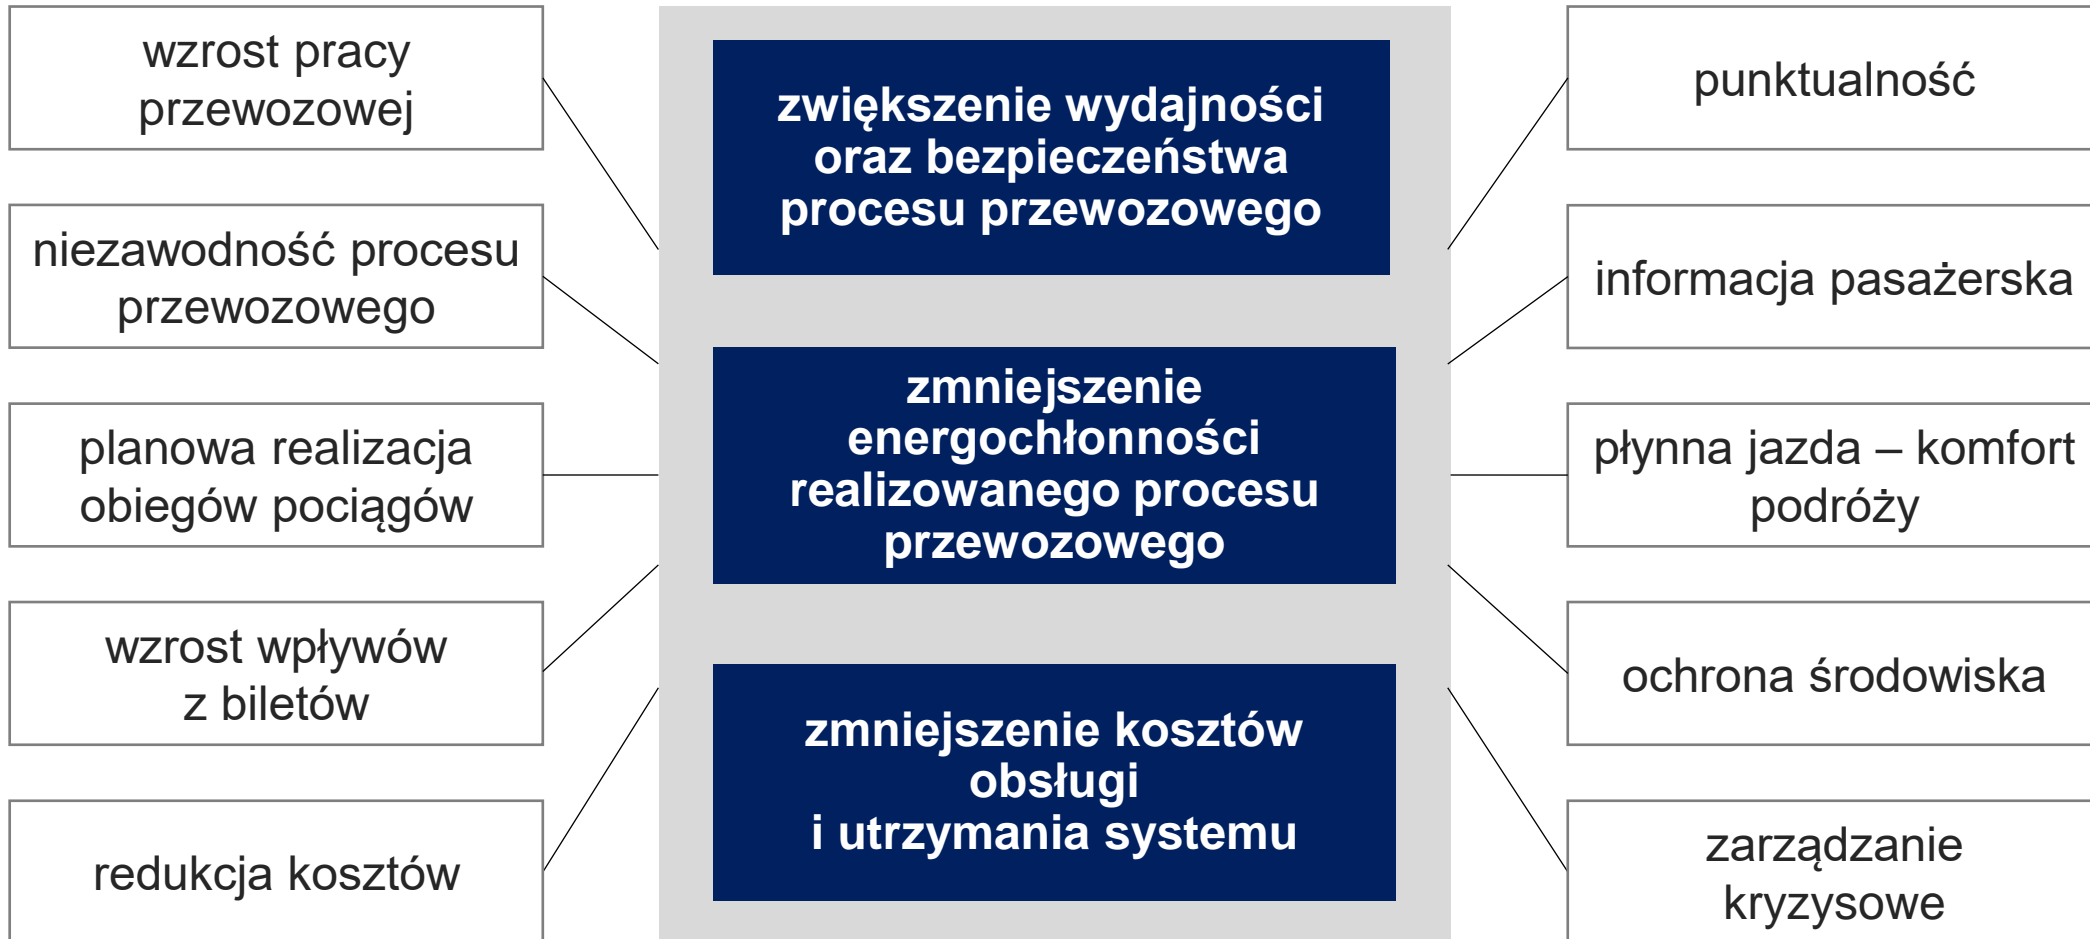 wzrost pracy
przewozowej
niezawodność procesu
przewozowego
planowa realizacja
obiegów pociągów
wzrost wpływów
z biletów
redukcja kosztów
zwiększenie wydajności
oraz bezpieczeństwa
procesu przewozowego
zmniejszenie
energochłonności
realizowanego procesu
przewozowego
zmniejszenie kosztów
obsługi
i utrzymania systemu
punktualność
informacja pasażerska
płynna jazda – komfort
podróży
ochrona środowiska
zarządzanie
kryzysowe